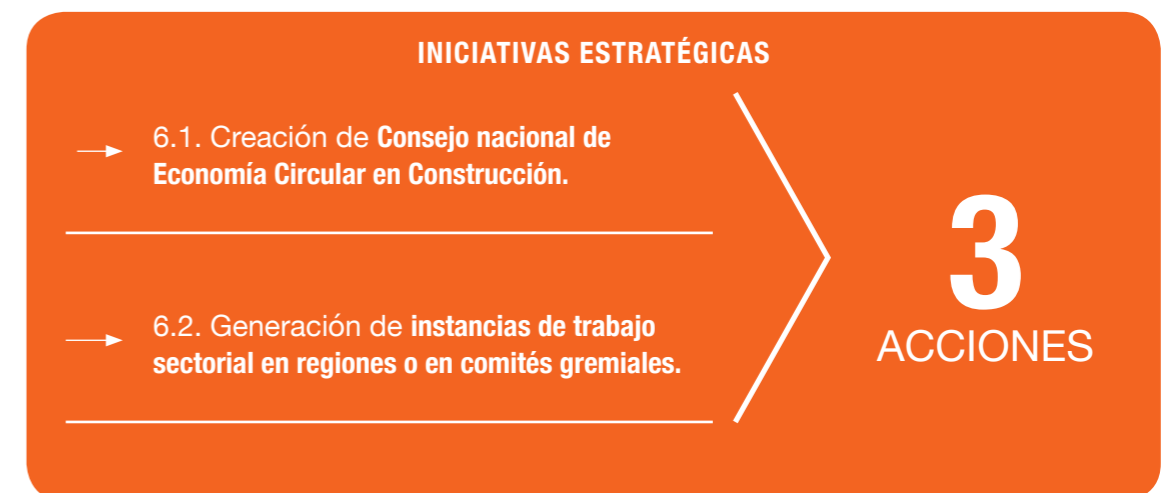 INICIATIVAS ESTRATÉGICAS
6.1. Creación de Consejo nacional de
Economía Circular en Construcción.
6.2. Generación de instancias de trabajo
sectorial en regiones o en comités gremiales.
3
ACCIONES